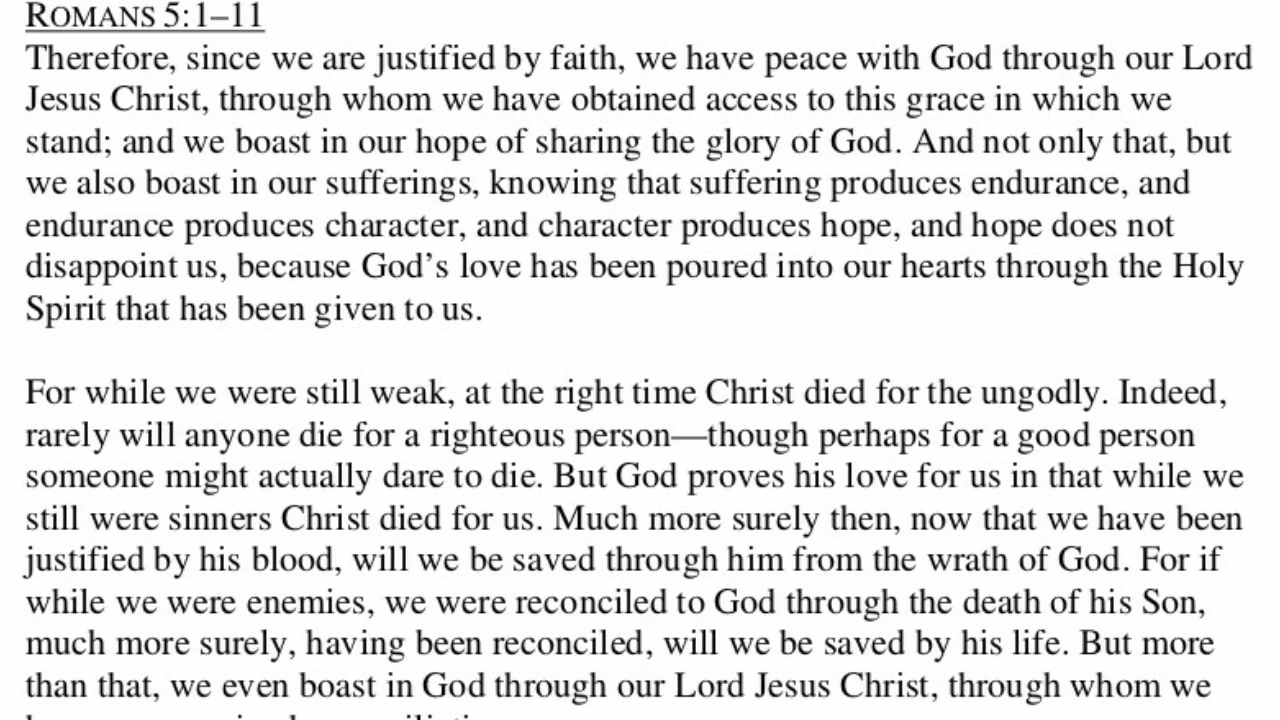 ROMANS 5:1–11
Therefore, since we are justified by faith, we have peace with God through our Lord
Jesus Christ, through whom we have obtained access to this grace in which we
stand; and we boast in our hope of sharing the glory of God. And not only that, but
we also boast in our sufferings, knowing that suffering produces endurance, and
endurance produces character, and character produces hope, and hope does not
disappoint us, because God’s love has been poured into our hearts through the Holy
Spirit that has been given to us.
For while we were still weak, at the right time Christ died for the ungodly. Indeed,
rarely will anyone die for a righteous person—though perhaps for a good person
someone might actually dare to die. But God proves his love for us in that while we
still were sinners Christ died for us. Much more surely then, now that we have been
justified by his blood, will we be saved through him from the wrath of God. For if
while we were enemies, we were reconciled to God through the death of his Son,
much more surely, having been reconciled, will we be saved by his life. But more
than that, we even boast in God through our Lord Jesus Christ, through whom we